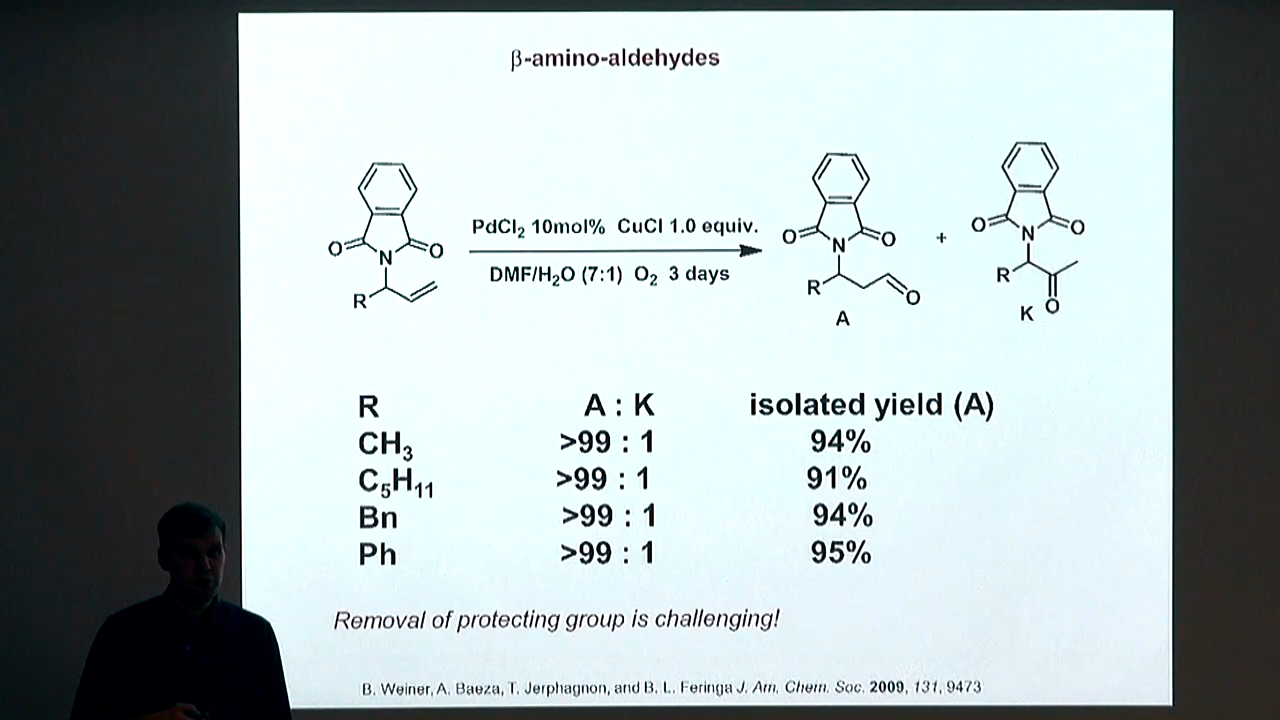 β-amino-aldehydes
PdCl₂ 10mol% CuCl 1.0 equiv.
DMF/H₂O (7:1) O₂ 3 days
O N O R
O N O R O A
+
O N O R O K
R A : K isolated yield (A)
CH₃ >99 : 1 94%
C₅H₁₁ >99 : 1 91%
Bn >99 : 1 94%
Ph >99 : 1 95%
Removal of protecting group is challenging!
B. Weiner, A. Baeza, T. Jerphagnon, and B. L. Feringa J. Am. Chem. Soc. 2009, 131, 9473